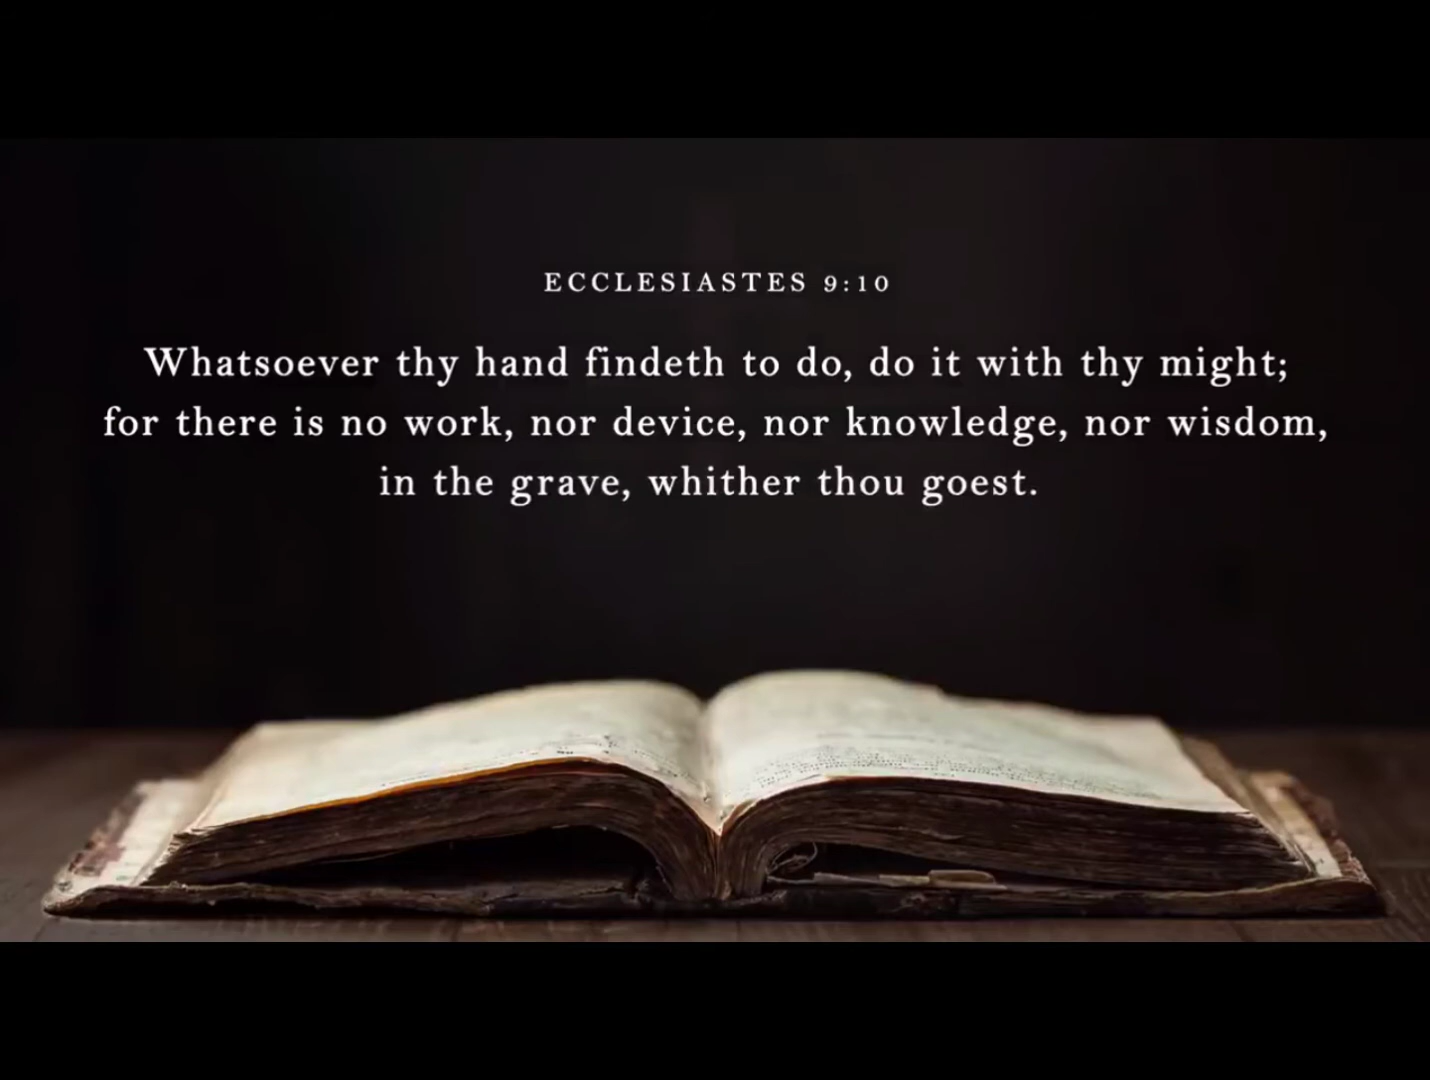 ECCLESIASTES 9:10
Whatsoever thy hand findeth to do, do it with thy might;
for there is no work, nor device, nor knowledge, nor wisdom,
in the grave, whither thou goest.